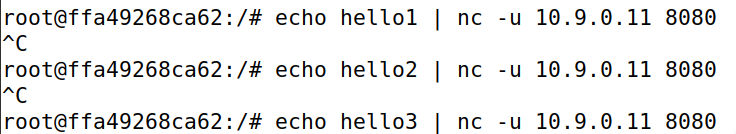 root@ffa49268ca62:/# echo hello1 | nc -u 10.9.0.11 8080
^C
root@ffa49268ca62:/# echo hello2 | nc -u 10.9.0.11 8080
^C
root@ffa49268ca62:/# echo hello3 | nc -u 10.9.0.11 8080